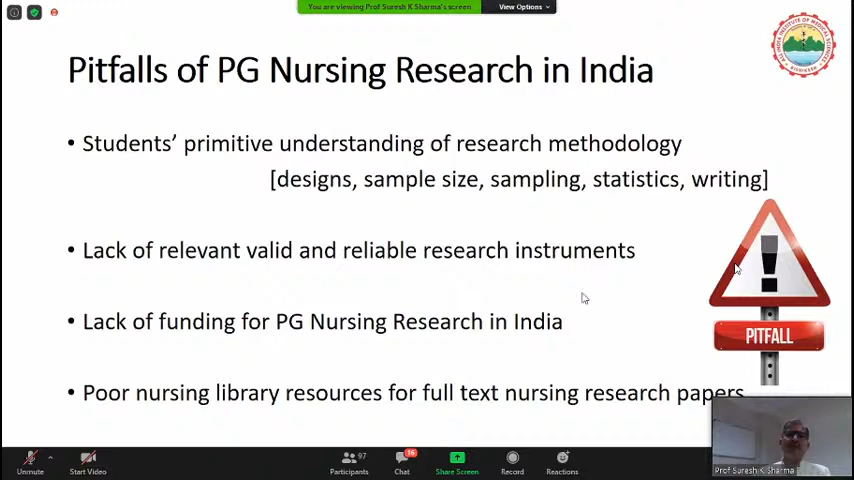 You are viewing Prof Suresh K Sharma's screen
View Options
Pitfalls of PG Nursing Research in India
• Students' primitive understanding of research methodology
[designs, sample size, sampling, statistics, writing]
• Lack of relevant valid and reliable research instruments
• Lack of funding for PG Nursing Research in India
PITFALL
• Poor nursing library resources for full text nursing research papers
Prof Suresh K Sharma
Unmute
Start Video
97
Participants
16
Chat
Share Screen
Record
Reactions